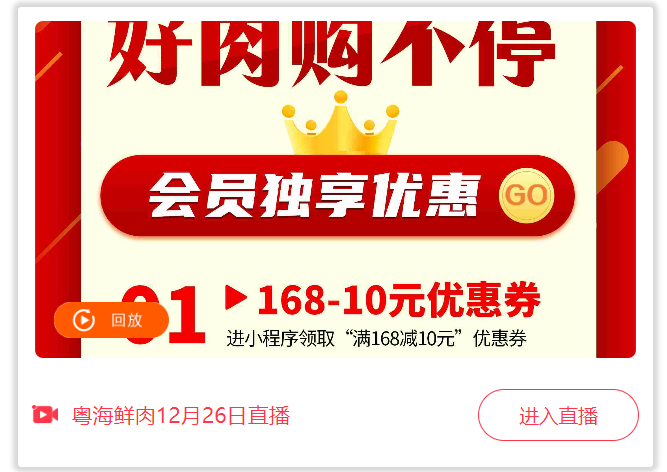 好肉购不停
会员独享优惠 GO
01 168-10元优惠券
进小程序领取“满168减10元”优惠券
回放
粤海鲜肉12月26日直播
进入直播